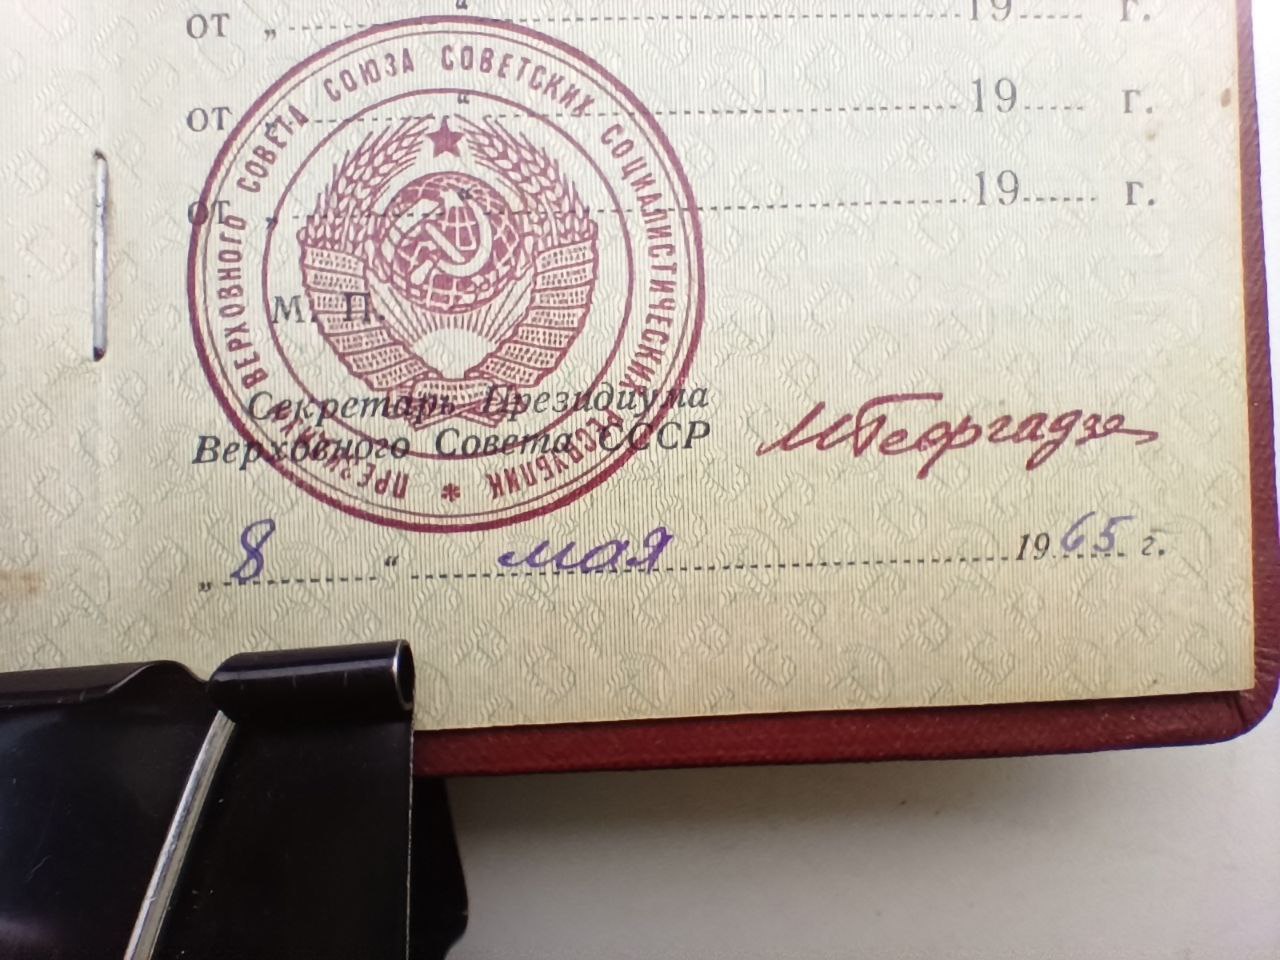 от „ “ 19 г.
от „ “ 19 г.
от „ “ 19 г.
ПРЕЗИДИУМ ВЕРХОВНОГО СОВЕТА СОЮЗА СОВЕТСКИХ СОЦИАЛИСТИЧЕСКИХ РЕСПУБЛИК *
М. П.
Секретарь Президиума
Верховного Совета СССР МГеоргадзе
„ 8 “ мая 1965 г.